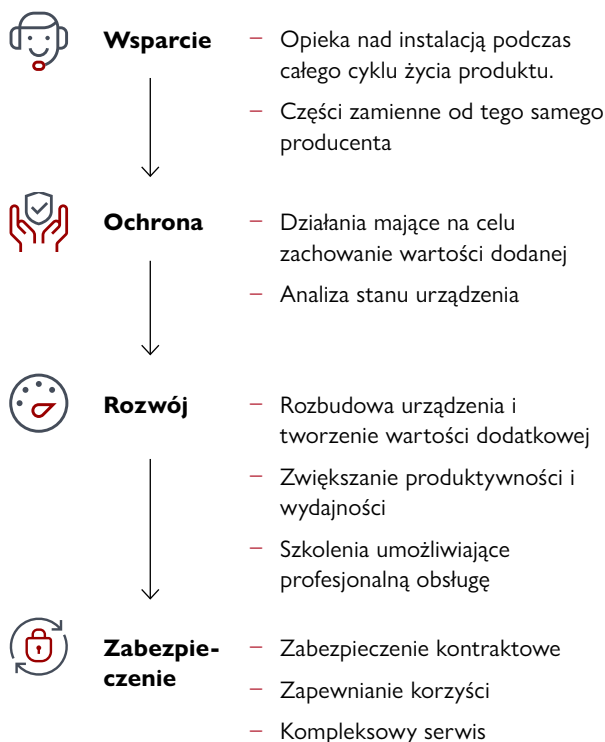 Wsparcie
– Opieka nad instalacją podczas
całego cyklu życia produktu.
– Części zamienne od tego samego
producenta
Ochrona
– Działania mające na celu
zachowanie wartości dodanej
– Analiza stanu urządzenia
Rozwój
– Rozbudowa urządzenia i
tworzenie wartości dodatkowej
– Zwiększanie produktywności i
wydajności
– Szkolenia umożliwiające
profesjonalną obsługę
Zabezpie-
czenie
– Zabezpieczenie kontraktowe
– Zapewnianie korzyści
– Kompleksowy serwis